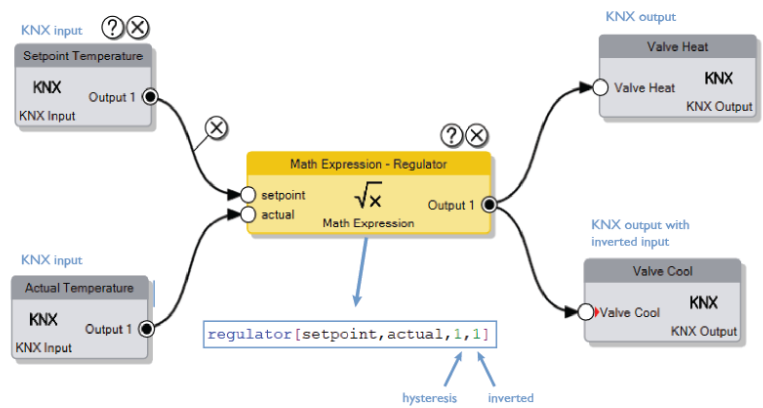 KNX input
? X
Setpoint Temperature
KNX
Output 1
KNX Input
X
KNX output
Valve Heat
Valve Heat
KNX
KNX Output
? X
Math Expression - Regulator
setpoint
actual
√x
Output 1
Math Expression
KNX input
Actual Temperature
KNX
Output 1
KNX Input
KNX output with
inverted input
Valve Cool
Valve Cool
KNX
KNX Output
regulator[setpoint,actual,1,1]
hysteresis
inverted